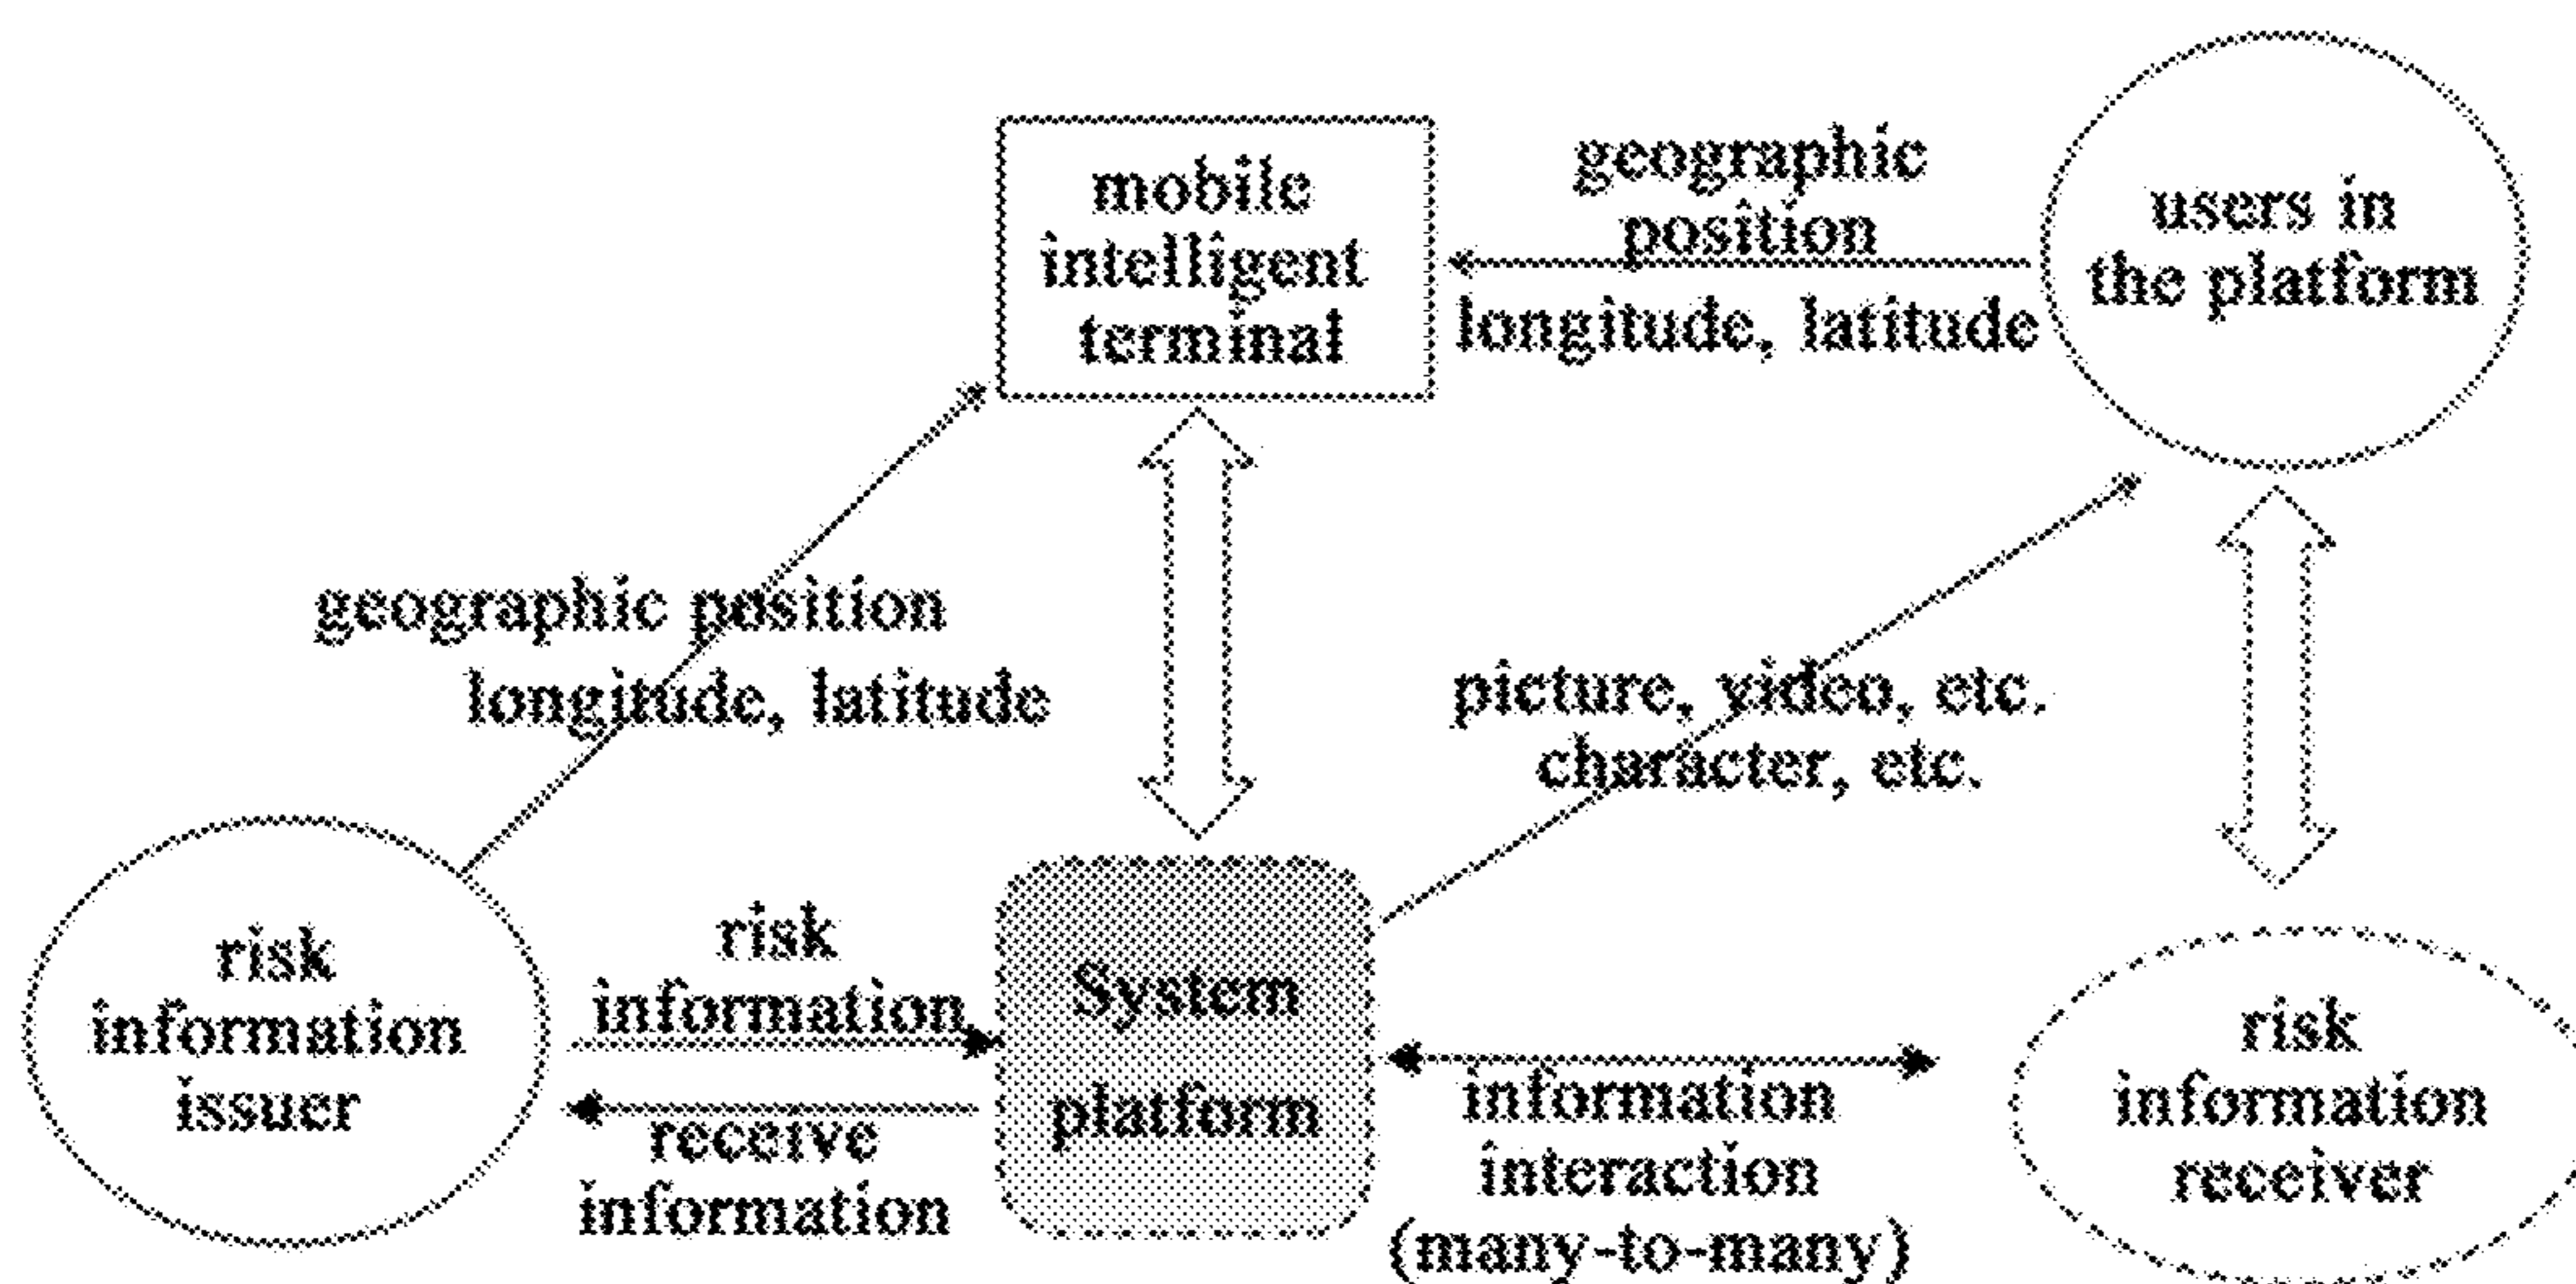 mobile
intelligent
terminal
geographic
position
longitude, latitude
users in
the platform
geographic position
longitude, latitude
picture, video, etc.
character, etc.
risk
information
issuer
risk
information
receive
information
System
platform
information
interaction
(many-to-many)
risk
information
receiver